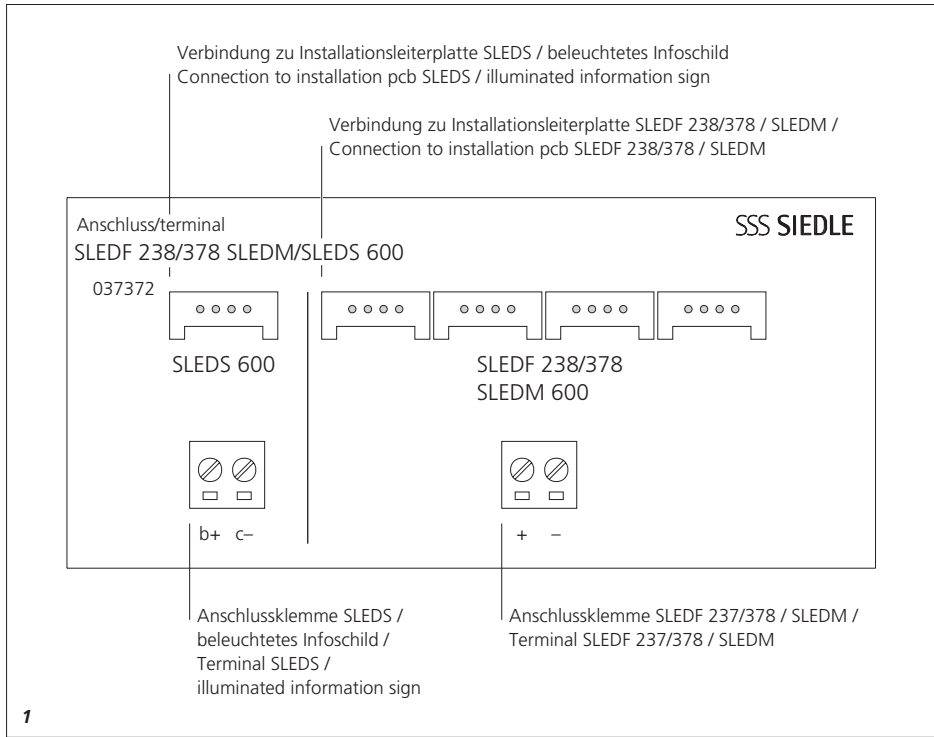 Verbindung zu Installationsleiterplatte SLEDS / beleuchtetes Infoschild
Connection to installation pcb SLEDS / illuminated information sign
Verbindung zu Installationsleiterplatte SLEDF 238/378 / SLEDM /
Connection to installation pcb SLEDF 238/378 / SLEDM
Anschluss/terminal
SSS SIEDLE
SLEDF 238/378 SLEDM/SLEDS 600
037372
SLEDS 600
SLEDF 238/378
SLEDM 600
b+ c–
+ –
Anschlussklemme SLEDS /
beleuchtetes Infoschild /
Terminal SLEDS /
illuminated information sign
Anschlussklemme SLEDF 237/378 / SLEDM /
Terminal SLEDF 237/378 / SLEDM
1